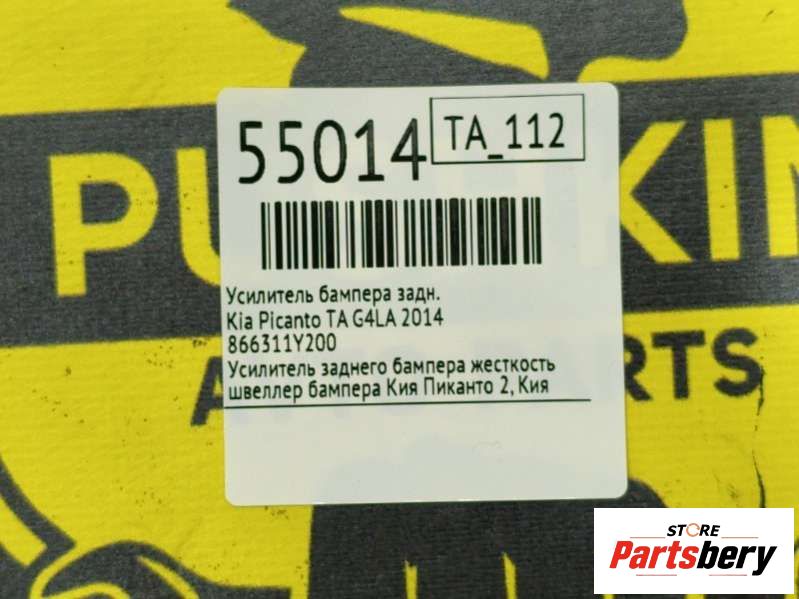 55014
TA_112
Усилитель бампера задн.
Kia Picanto TA G4LA 2014
866311Y200
Усилитель заднего бампера жесткость
швеллер бампера Кия Пиканто 2, Кия
STORE
Partsbery